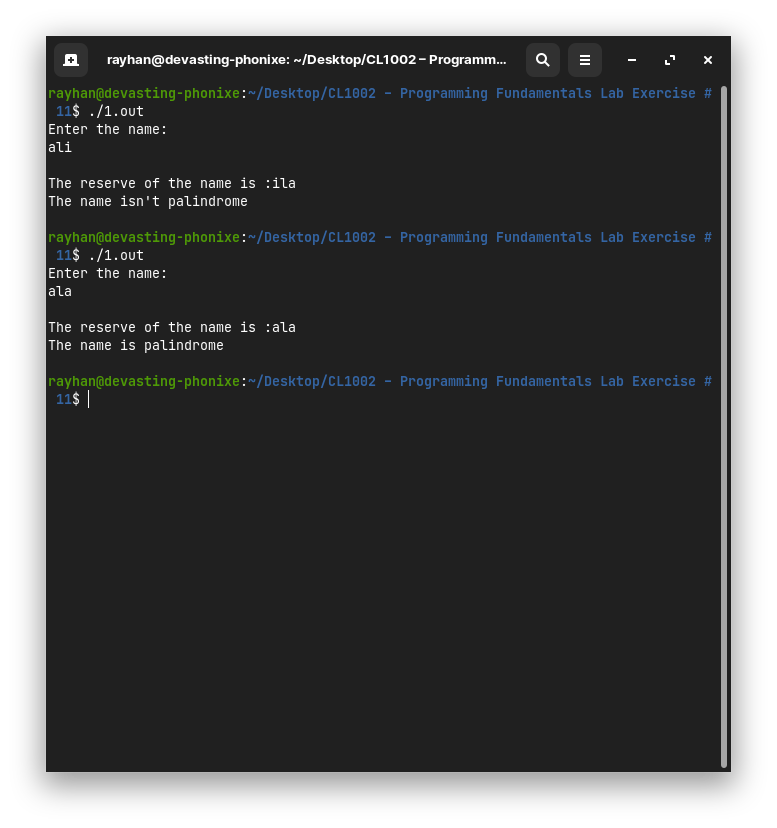 rayhan@devasting-phonixe: ~/Desktop/CL1002 – Programm...
rayhan@devasting-phonixe:~/Desktop/CL1002 – Programming Fundamentals Lab Exercise #
11$ ./1.out
Enter the name:
ali
The reserve of the name is :ila
The name isn't palindrome
rayhan@devasting-phonixe:~/Desktop/CL1002 – Programming Fundamentals Lab Exercise #
11$ ./1.out
Enter the name:
ala
The reserve of the name is :ala
The name is palindrome
rayhan@devasting-phonixe:~/Desktop/CL1002 – Programming Fundamentals Lab Exercise #
11$